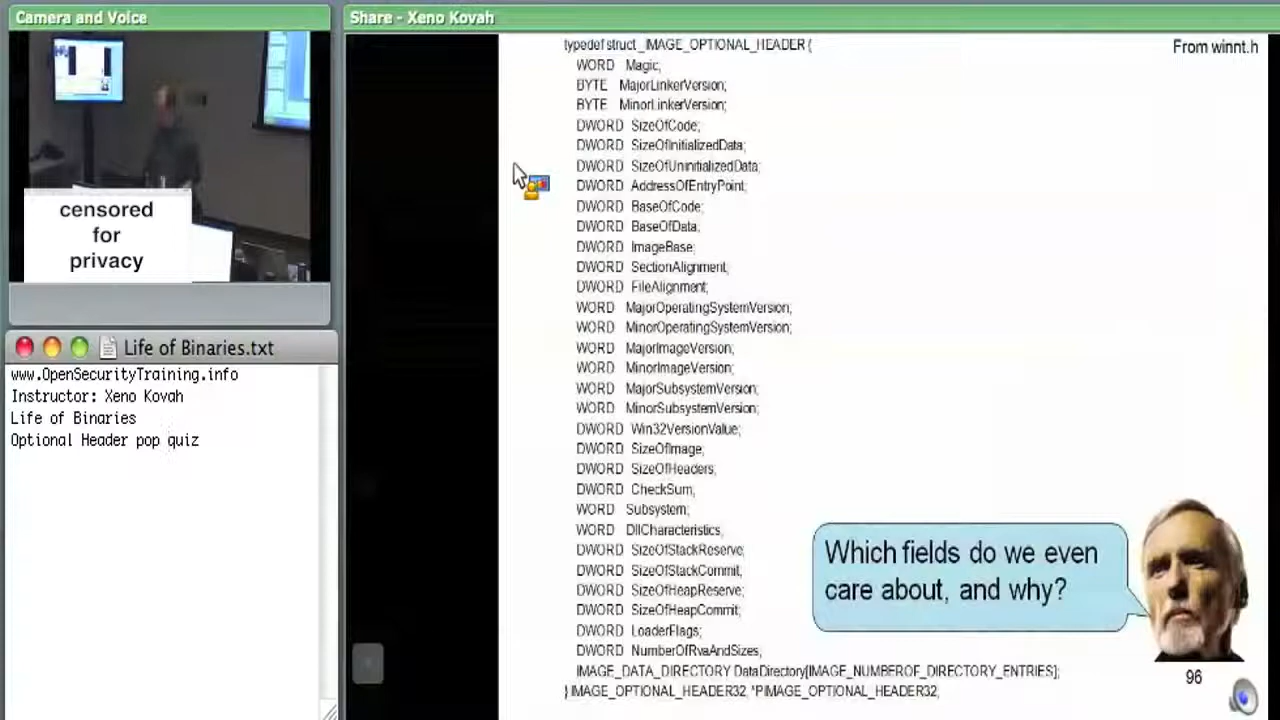 Camera and Voice
censored
for
privacy
Life of Binaries.txt
www.OpenSecurityTraining.info
Instructor: Xeno Kovah
Life of Binaries
Optional Header pop quiz
Share - Xeno Kovah
From winnt.h
typedef struct _IMAGE_OPTIONAL_HEADER {
WORD Magic;
BYTE MajorLinkerVersion;
BYTE MinorLinkerVersion;
DWORD SizeOfCode;
DWORD SizeOfInitializedData;
DWORD SizeOfUninitializedData;
DWORD AddressOfEntryPoint;
DWORD BaseOfCode;
DWORD BaseOfData;
DWORD ImageBase;
DWORD SectionAlignment;
DWORD FileAlignment;
WORD MajorOperatingSystemVersion;
WORD MinorOperatingSystemVersion;
WORD MajorImageVersion;
WORD MinorImageVersion;
WORD MajorSubsystemVersion;
WORD MinorSubsystemVersion;
DWORD Win32VersionValue;
DWORD SizeOfImage;
DWORD SizeOfHeaders;
DWORD CheckSum;
WORD Subsystem;
WORD DllCharacteristics;
DWORD SizeOfStackReserve;
DWORD SizeOfStackCommit;
DWORD SizeOfHeapReserve;
DWORD SizeOfHeapCommit;
DWORD LoaderFlags;
DWORD NumberOfRvaAndSizes;
IMAGE_DATA_DIRECTORY DataDirectory[IMAGE_NUMBEROF_DIRECTORY_ENTRIES];
} IMAGE_OPTIONAL_HEADER32, *PIMAGE_OPTIONAL_HEADER32;
Which fields do we even
care about, and why?
96